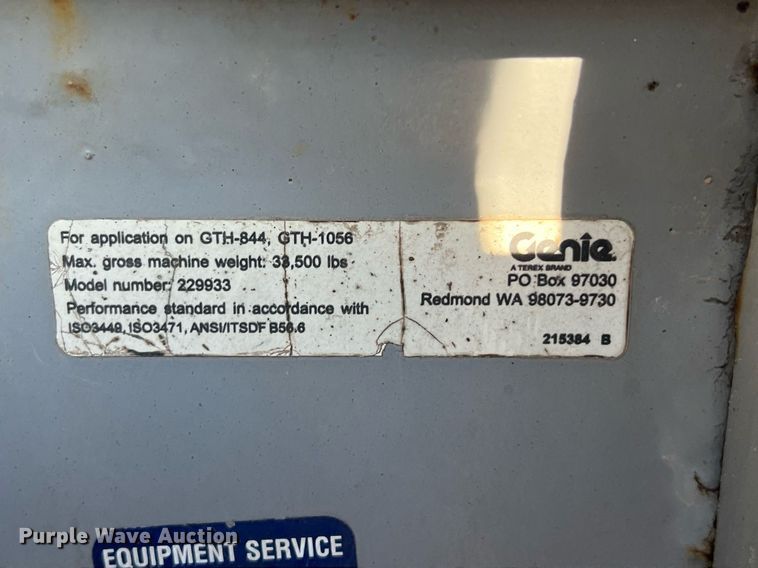 For application on GTH-844, GTH-1056
Max. gross machine weight: 33,500 lbs
Model number: 229933
Performance standard in accordance with
ISO3449, ISO3471, ANSI/ITSDF B56.6
Genie
A TEREX BRAND
PO Box 97030
Redmond WA 98073-9730
215384 B
Purple Wave Auction
EQUIPMENT SERVICE